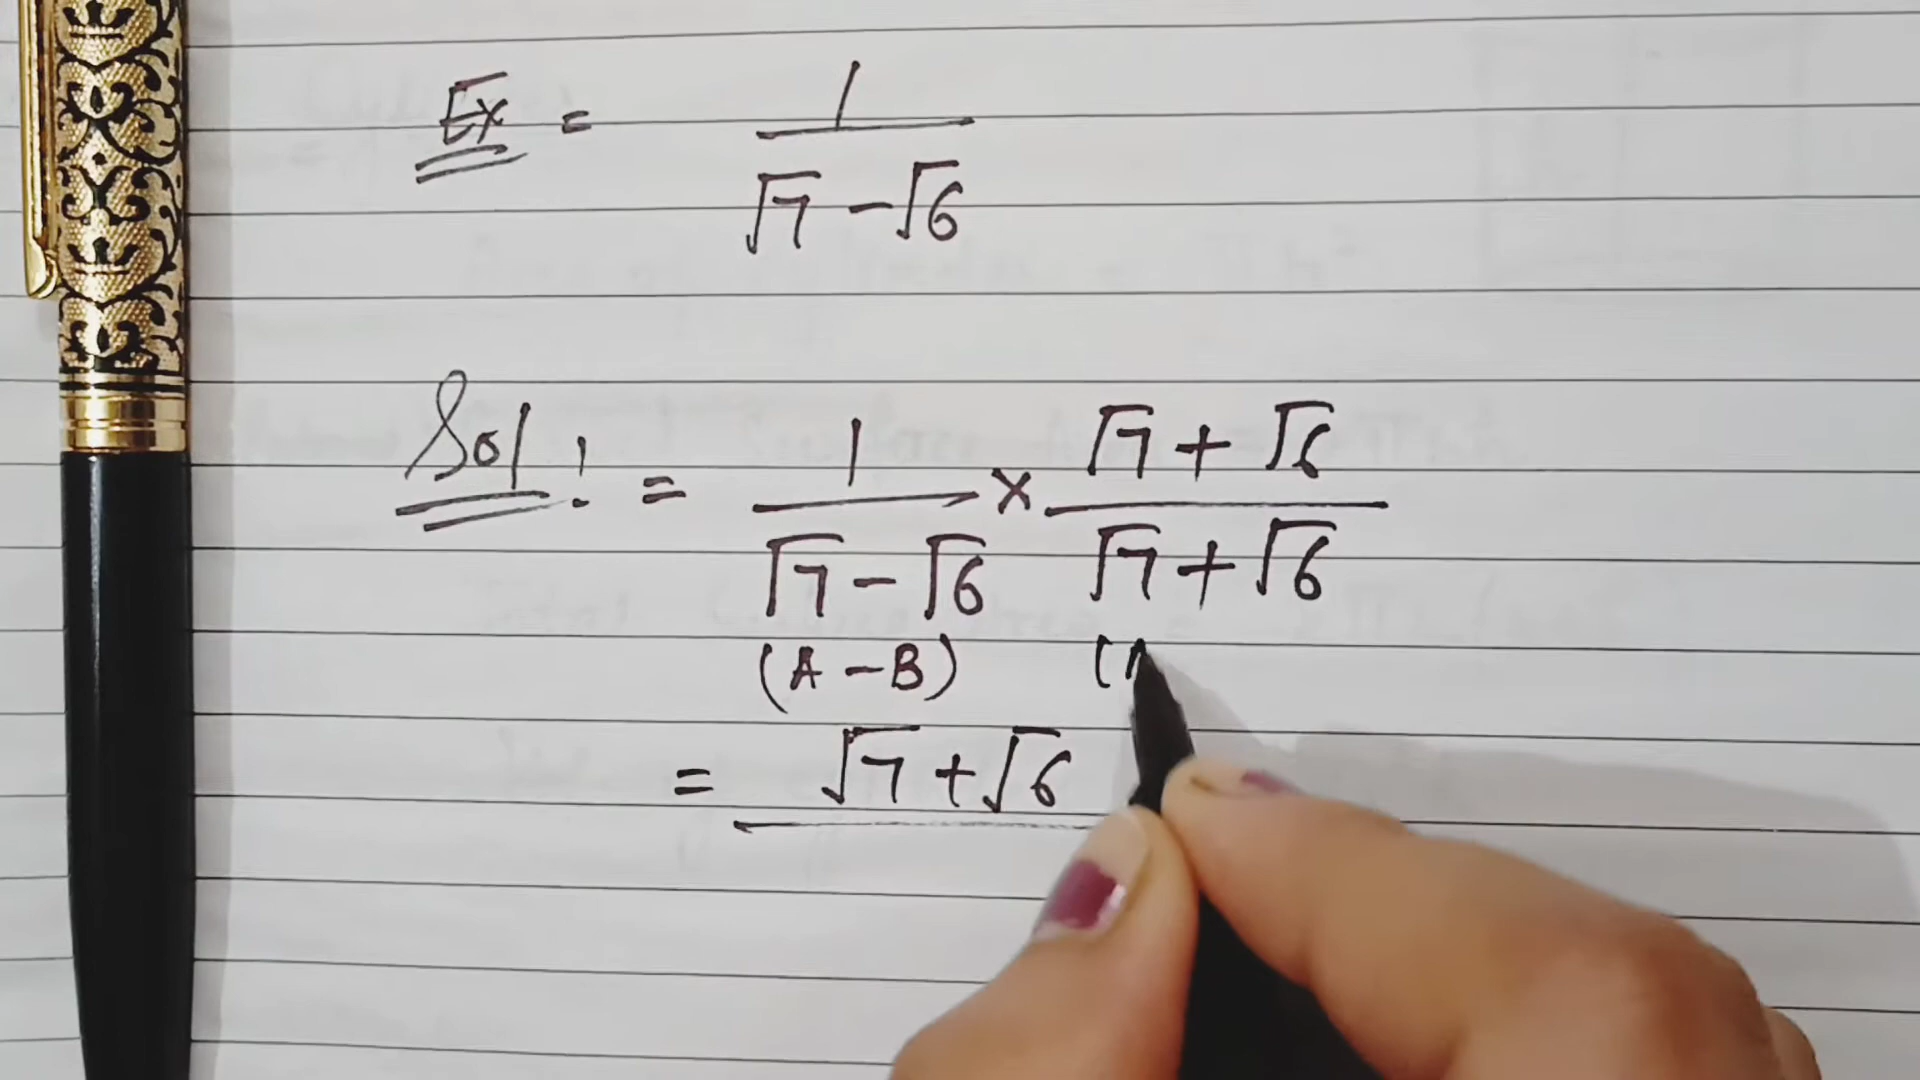 Ex = 1
√7 - √6
Sol! = 1 × √7 + √6
√7 - √6 √7 + √6
(A - B) (A
= √7 + √6